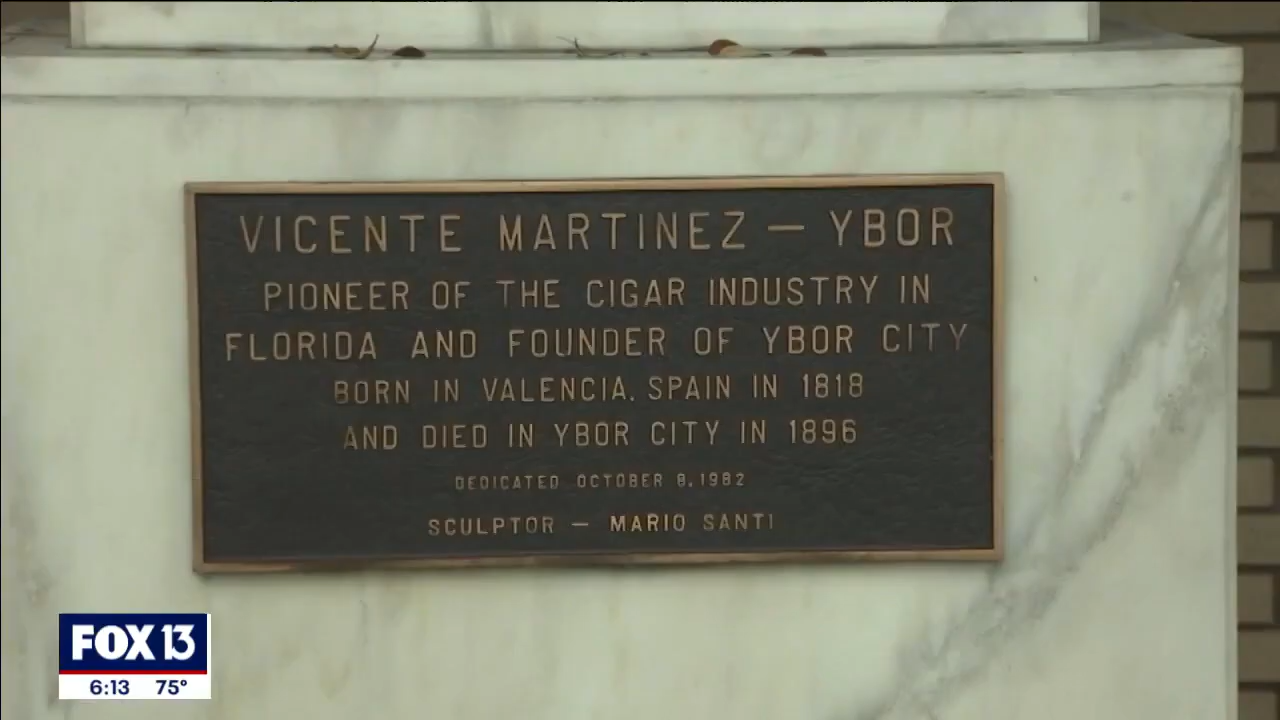 VICENTE MARTINEZ — YBOR
PIONEER OF THE CIGAR INDUSTRY IN
FLORIDA AND FOUNDER OF YBOR CITY
BORN IN VALENCIA. SPAIN IN 1818
AND DIED IN YBOR CITY IN 1896
DEDICATED OCTOBER 8, 1982
SCULPTOR — MARIO SANTI
FOX 13
6:13 75°